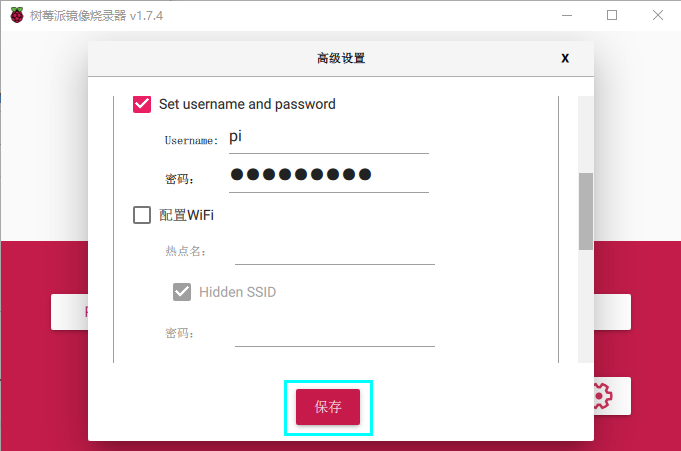 树莓派镜像烧录器 v1.7.4
高级设置
X
Set username and password
Username: pi
密码： ●●●●●●●●●
配置WiFi
热点名：
Hidden SSID
密码：
保存